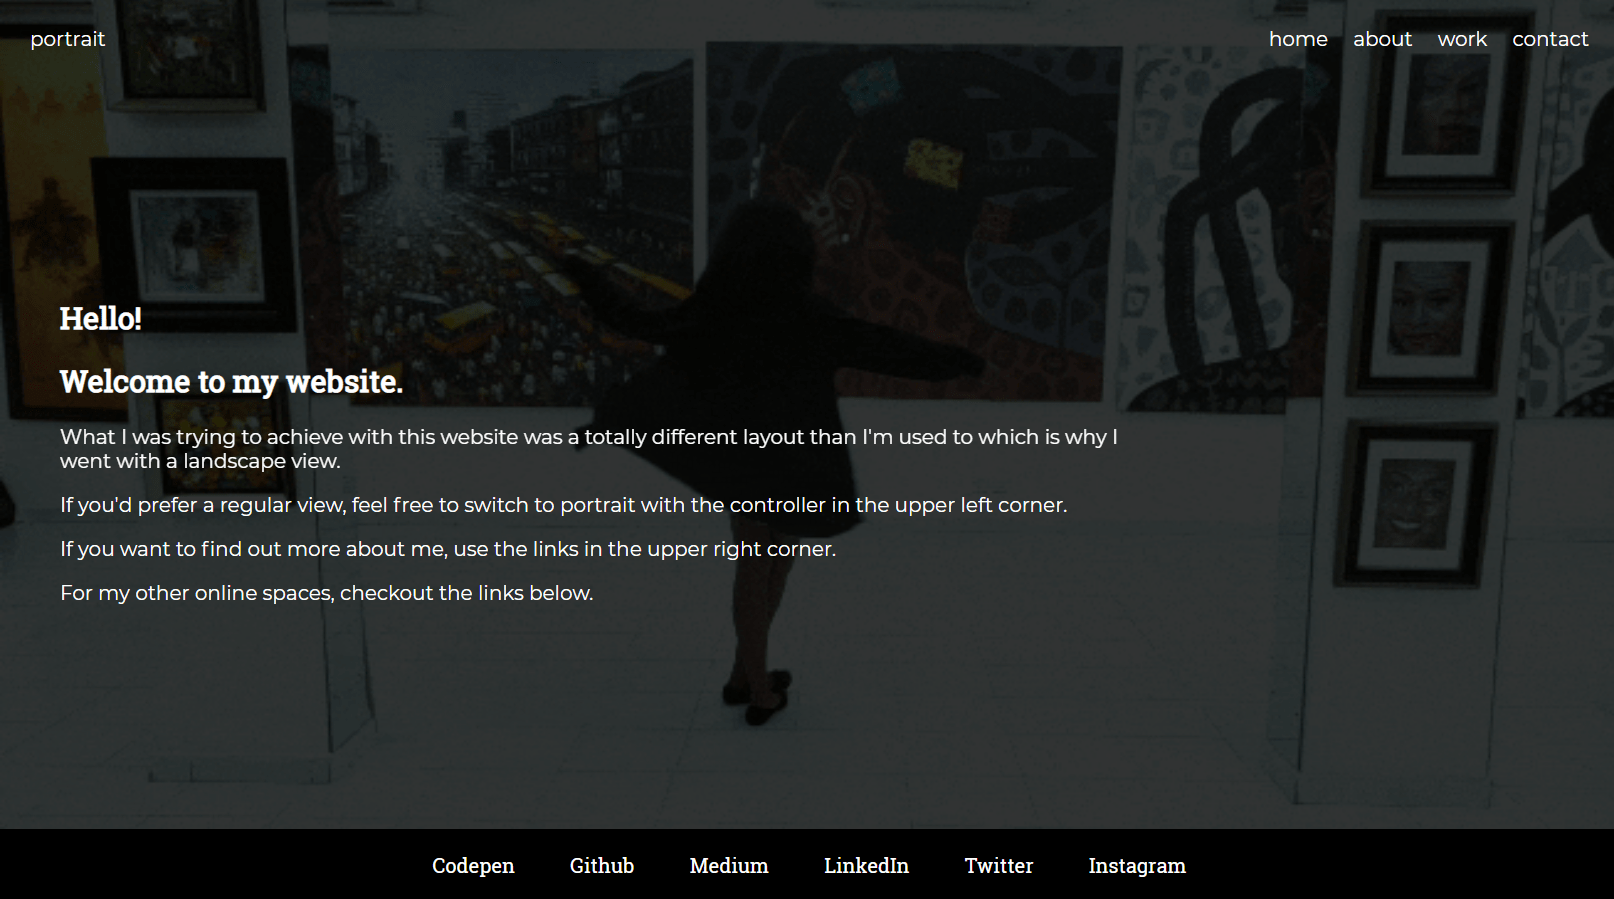 portrait home about work contact
Hello!
Welcome to my website.
What I was trying to achieve with this website was a totally different layout than I'm used to which is why I
went with a landscape view.
If you'd prefer a regular view, feel free to switch to portrait with the controller in the upper left corner.
If you want to find out more about me, use the links in the upper right corner.
For my other online spaces, checkout the links below.
Codepen Github Medium LinkedIn Twitter Instagram